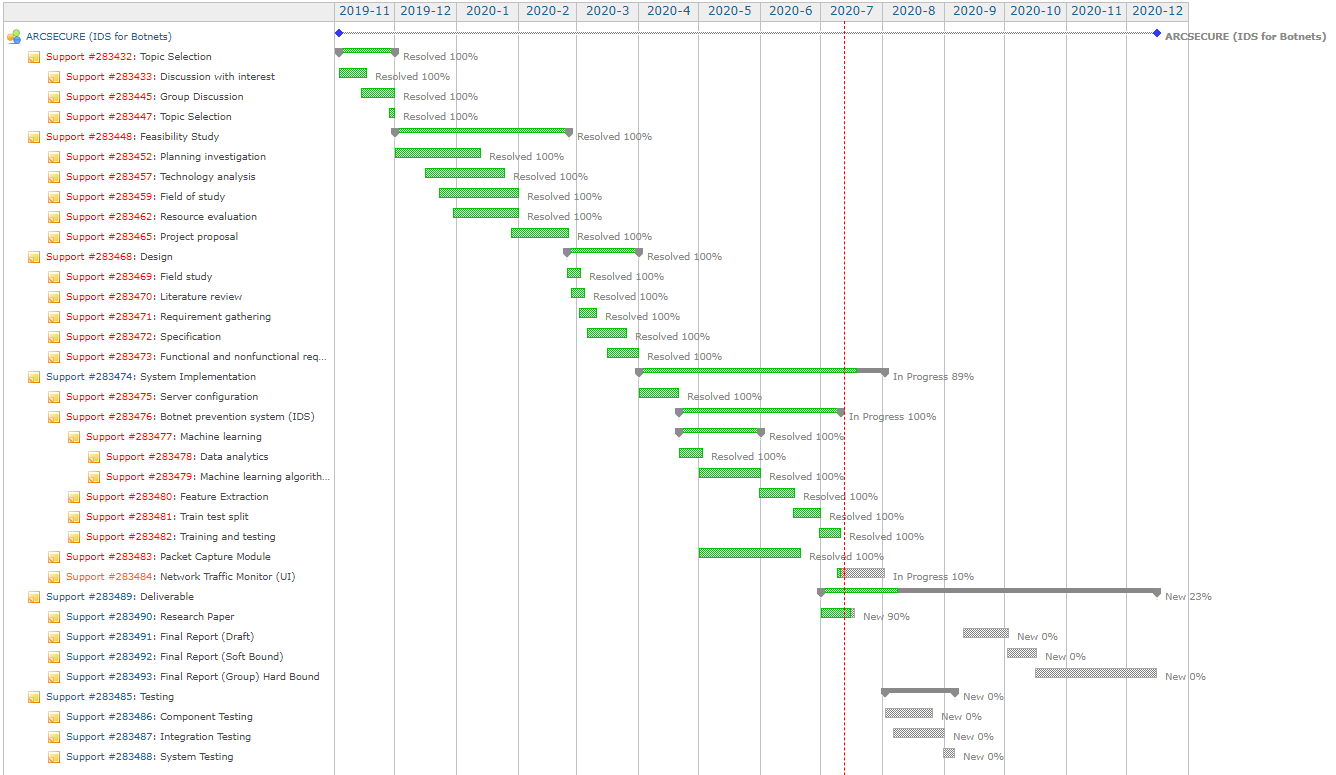 2019-11 2019-12 2020-1 2020-2 2020-3 2020-4 2020-5 2020-6 2020-7 2020-8 2020-9 2020-10 2020-11 2020-12
ARCSECURE (IDS for Botnets) ARCSECURE (IDS for Botnets)
Support #283432: Topic Selection Resolved 100%
Support #283433: Discussion with interest Resolved 100%
Support #283445: Group Discussion Resolved 100%
Support #283447: Topic Selection Resolved 100%
Support #283448: Feasibility Study Resolved 100%
Support #283452: Planning investigation Resolved 100%
Support #283457: Technology analysis Resolved 100%
Support #283459: Field of study Resolved 100%
Support #283462: Resource evaluation Resolved 100%
Support #283465: Project proposal Resolved 100%
Support #283468: Design Resolved 100%
Support #283469: Field study Resolved 100%
Support #283470: Literature review Resolved 100%
Support #283471: Requirement gathering Resolved 100%
Support #283472: Specification Resolved 100%
Support #283473: Functional and nonfunctional req... Resolved 100%
Support #283474: System Implementation In Progress 89%
Support #283475: Server configuration Resolved 100%
Support #283476: Botnet prevention system (IDS) In Progress 100%
Support #283477: Machine learning Resolved 100%
Support #283478: Data analytics Resolved 100%
Support #283479: Machine learning algorith... Resolved 100%
Support #283480: Feature Extraction Resolved 100%
Support #283481: Train test split Resolved 100%
Support #283482: Training and testing Resolved 100%
Support #283483: Packet Capture Module Resolved 100%
Support #283484: Network Traffic Monitor (UI) In Progress 10%
Support #283489: Deliverable New 23%
Support #283490: Research Paper New 90%
Support #283491: Final Report (Draft) New 0%
Support #283492: Final Report (Soft Bound) New 0%
Support #283493: Final Report (Group) Hard Bound New 0%
Support #283485: Testing New 0%
Support #283486: Component Testing New 0%
Support #283487: Integration Testing New 0%
Support #283488: System Testing New 0%